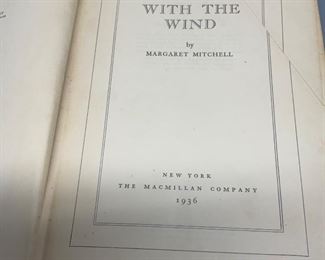 WITH THE
WIND
by
MARGARET MITCHELL
NEW YORK
THE MACMILLAN COMPANY
1936